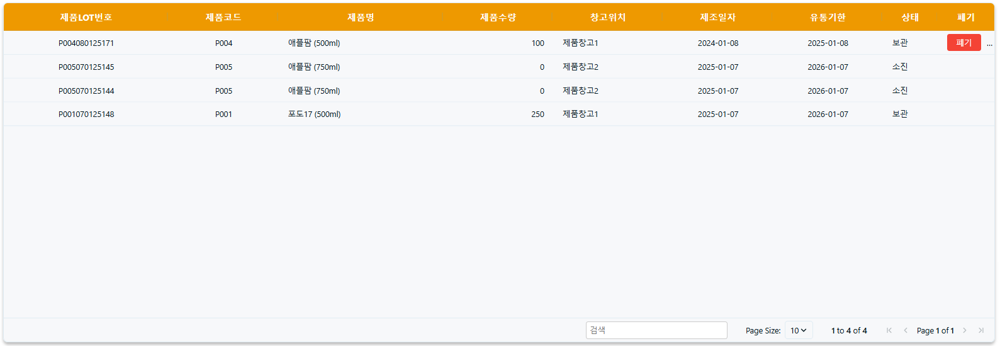 제품LOT번호 제품코드 제품명 제품수량 창고위치 제조일자 유통기한 상태 폐기
P004080125171 P004 애플팜 (500ml) 100 제품창고1 2024-01-08 2025-01-08 보관 폐기 ...
P005070125145 P005 애플팜 (750ml) 0 제품창고2 2025-01-07 2026-01-07 소진
P005070125144 P005 애플팜 (750ml) 0 제품창고2 2025-01-07 2026-01-07 소진
P001070125148 P001 포도17 (500ml) 250 제품창고1 2025-01-07 2026-01-07 보관
검색 Page Size: 10 1 to 4 of 4 Page 1 of 1